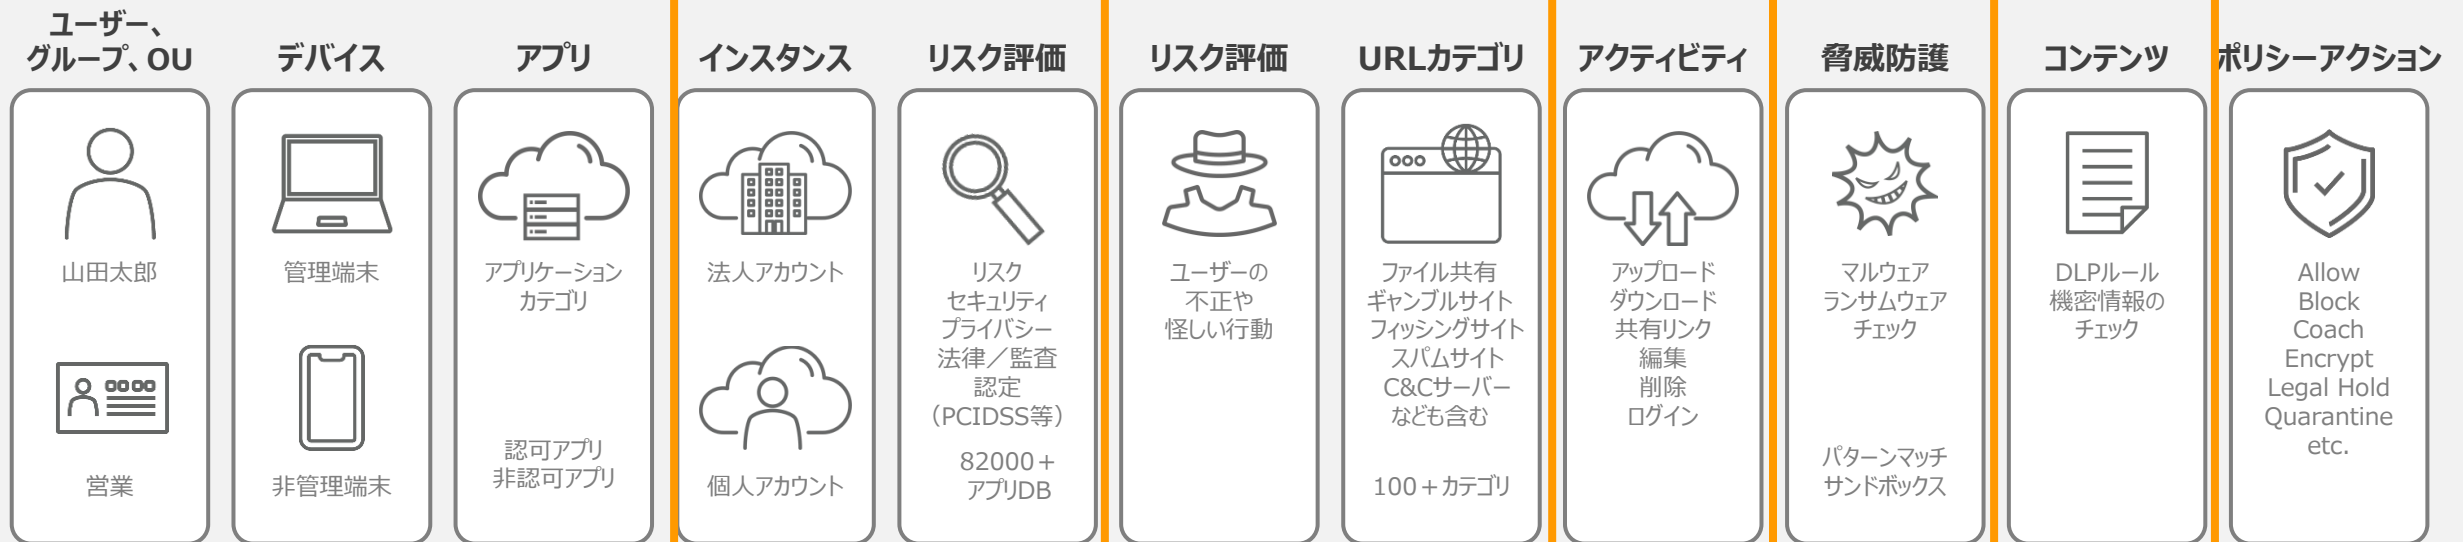 ユーザー、
グループ、OU
山田太郎
営業
デバイス
管理端末
非管理端末
アプリ
アプリケーション
カテゴリ
認可アプリ
非認可アプリ
インスタンス
法人アカウント
個人アカウント
リスク評価
リスク
セキュリティ
プライバシー
法律／監査
認定
（PCIDSS等）
82000＋
アプリDB
リスク評価
ユーザーの
不正や
怪しい行動
URLカテゴリ
ファイル共有
ギャンブルサイト
フィッシングサイト
スパムサイト
C&Cサーバー
なども含む
100＋カテゴリ
アクティビティ
アップロード
ダウンロード
共有リンク
編集
削除
ログイン
脅威防護
マルウェア
ランサムウェア
チェック
パターンマッチ
サンドボックス
コンテンツ
DLPルール
機密情報の
チェック
ポリシーアクション
Allow
Block
Coach
Encrypt
Legal Hold
Quarantine
etc.